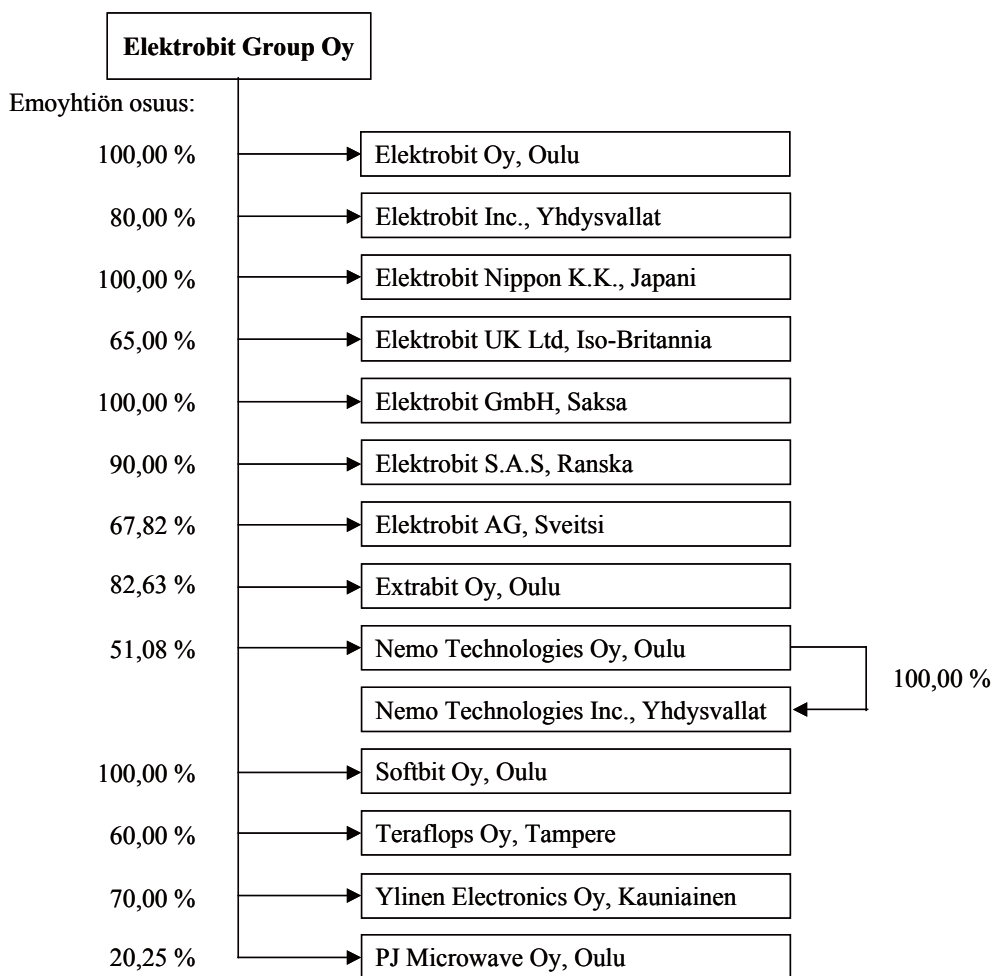 Elektrobit Group Oy
Emoyhtiön osuus:
100,00 % Elektrobit Oy, Oulu
80,00 % Elektrobit Inc., Yhdysvallat
100,00 % Elektrobit Nippon K.K., Japani
65,00 % Elektrobit UK Ltd, Iso-Britannia
100,00 % Elektrobit GmbH, Saksa
90,00 % Elektrobit S.A.S, Ranska
67,82 % Elektrobit AG, Sveitsi
82,63 % Extrabit Oy, Oulu
51,08 % Nemo Technologies Oy, Oulu
100,00 %
Nemo Technologies Inc., Yhdysvallat
100,00 % Softbit Oy, Oulu
60,00 % Teraflops Oy, Tampere
70,00 % Ylinen Electronics Oy, Kauniainen
20,25 % PJ Microwave Oy, Oulu